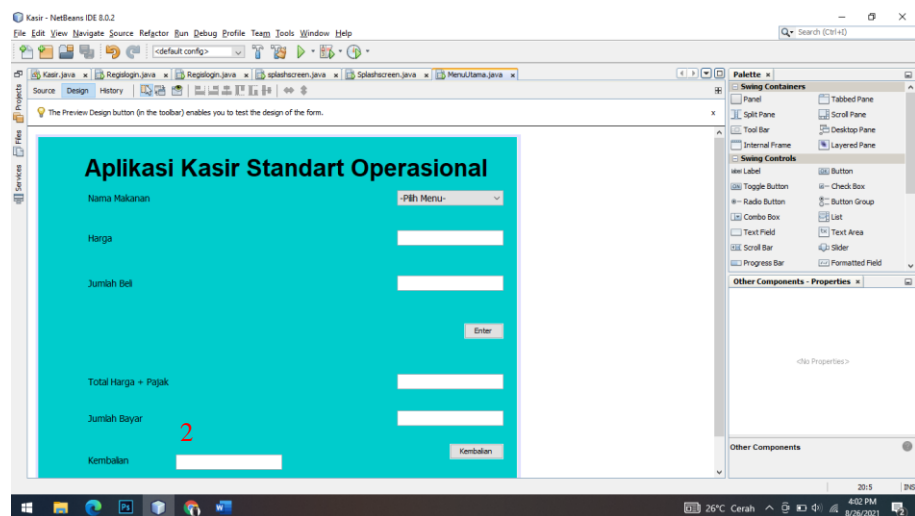 Kasir - NetBeans IDE 8.0.2
File Edit View Navigate Source Refactor Run Debug Profile Team Tools Window Help
Search (Ctrl+I)
<default config>
Kasir.java x Regislogin.java x Regislogin.java x splashscreen.java x Splashscreen.java x MenuUtama.java x
Source Design History
The Preview Design button (in the toolbar) enables you to test the design of the form. x
Projects
Files
Services
Aplikasi Kasir Standart Operasional
Nama Makanan -Pilih Menu-
Harga
Jumlah Beli
Enter
Total Harga + Pajak
Jumlah Bayar
2
Kembalian
Kembalian
Palette x
Swing Containers
Panel Tabbed Pane
Split Pane Scroll Pane
Tool Bar Desktop Pane
Internal Frame Layered Pane
Swing Controls
label Label Button
Toggle Button Check Box
Radio Button Button Group
Combo Box List
Text Field Text Area
Scroll Bar Slider
Progress Bar Formatted Field
Other Components - Properties x
<No Properties>
Other Components
20:5 INS
26°C Cerah 4:02 PM
8/26/2021